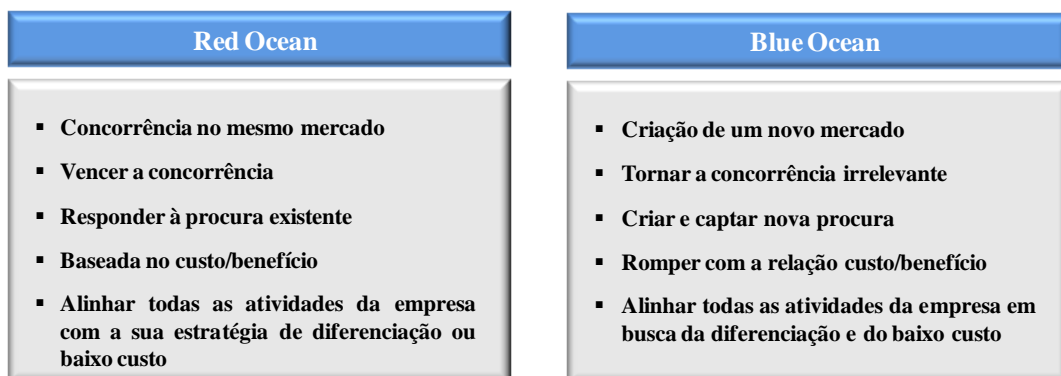 Red Ocean
▪ Concorrência no mesmo mercado
▪ Vencer a concorrência
▪ Responder à procura existente
▪ Baseada no custo/benefício
▪ Alinhar todas as atividades da empresa
com a sua estratégia de diferenciação ou
baixo custo
Blue Ocean
▪ Criação de um novo mercado
▪ Tornar a concorrência irrelevante
▪ Criar e captar nova procura
▪ Romper com a relação custo/benefício
▪ Alinhar todas as atividades da empresa em
busca da diferenciação e do baixo custo